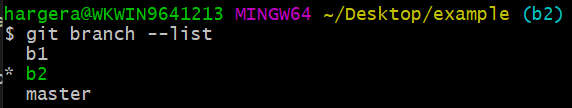 hargera@WKWIN9641213 MINGW64 ~/Desktop/example (b2)
$ git branch --list
  b1
* b2
  master